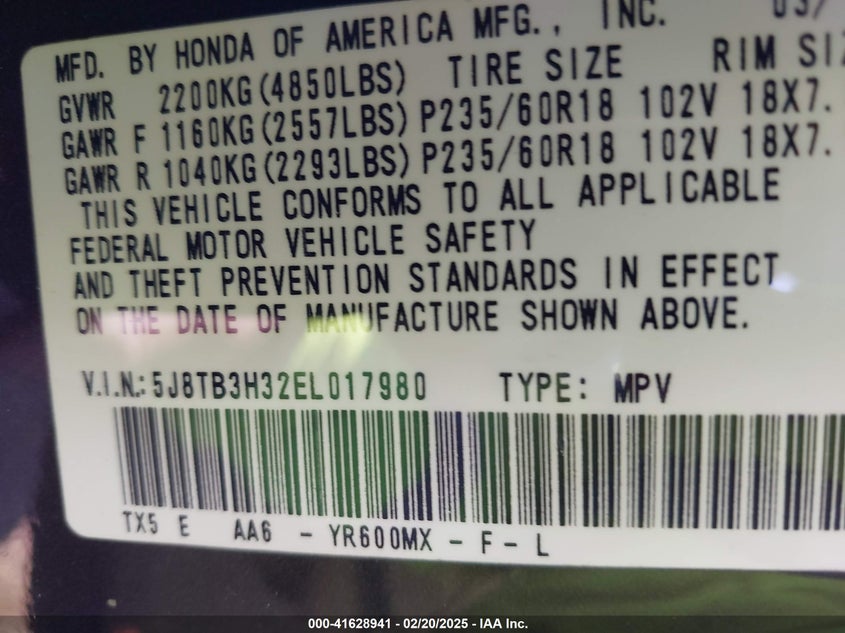 MFD. BY HONDA OF AMERICA MFG., INC. 03/
GVWR 2200KG(4850LBS) TIRE SIZE RIM SIZ
GAWR F 1160KG(2557LBS) P235/60R18 102V 18X7.
GAWR R 1040KG(2293LBS) P235/60R18 102V 18X7.
THIS VEHICLE CONFORMS TO ALL APPLICABLE
FEDERAL MOTOR VEHICLE SAFETY
AND THEFT PREVENTION STANDARDS IN EFFECT
ON THE DATE OF MANUFACTURE SHOWN ABOVE.
V.I.N.: 5J8TB3H32EL017980 TYPE: MPV
TX5 E AA6 - YR600MX - F - L
000-41628941 - 02/20/2025 - IAA Inc.